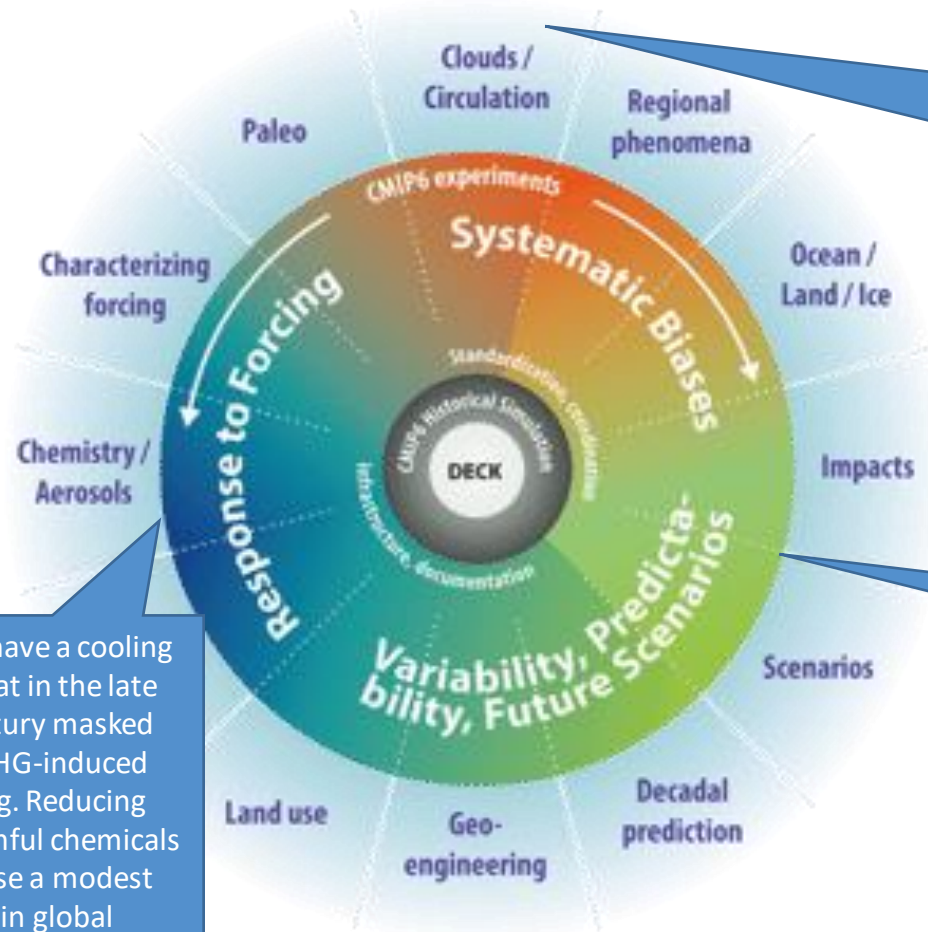 Clouds /
Circulation
Regional
phenomena
Paleo
Ocean /
Land / Ice
Characterizing
forcing
Impacts
Chemistry /
Aerosols
Scenarios
Decadal
prediction
Geo-
engineering
Land use
CMIP6 experiments
Systematic Biases
Response to Forcing
Variability, Predicta-
bility, Future Scenarios
Standardization, coordination,
infrastructure, documentation
CMIP6 Historical Simulation
DECK
have a cooling
at in the late
tury masked
HG-induced
g. Reducing
nful chemicals
se a modest
in global